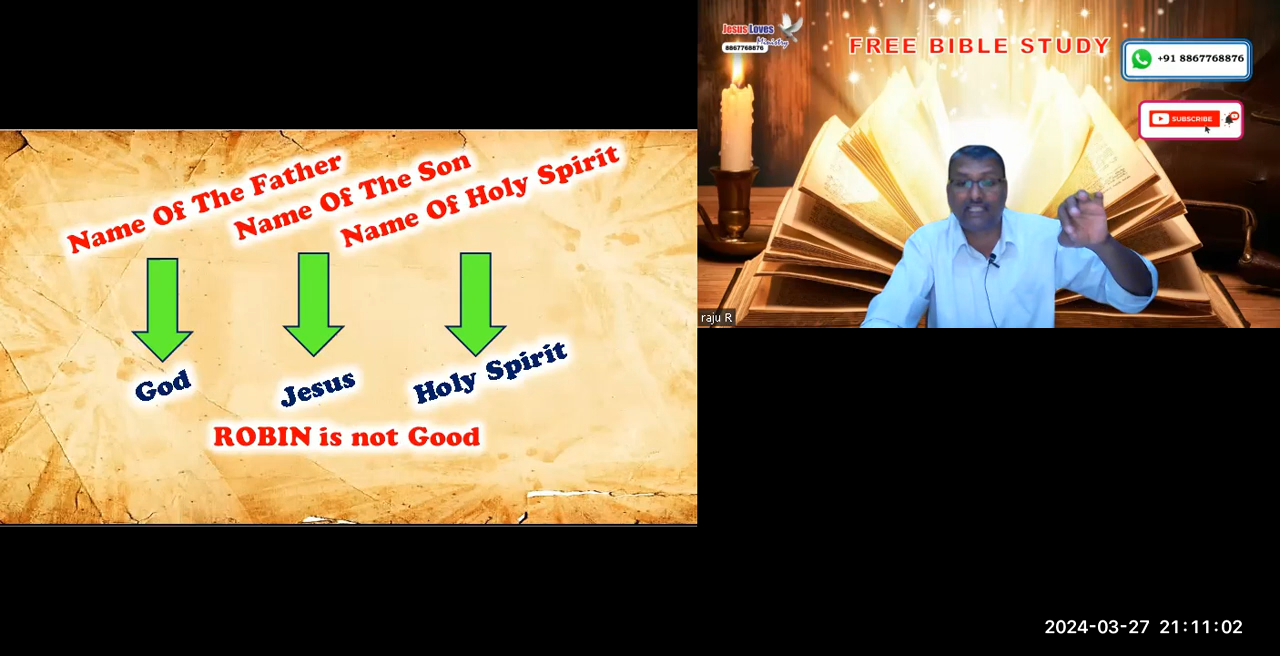 Name Of The Father
Name Of The Son
Name Of Holy Spirit
God
Jesus
Holy Spirit
ROBIN is not Good
Jesus Loves
Ministry
8867768876
FREE BIBLE STUDY
+91 8867768876
SUBSCRIBE
raju R
2024-03-27 21:11:02